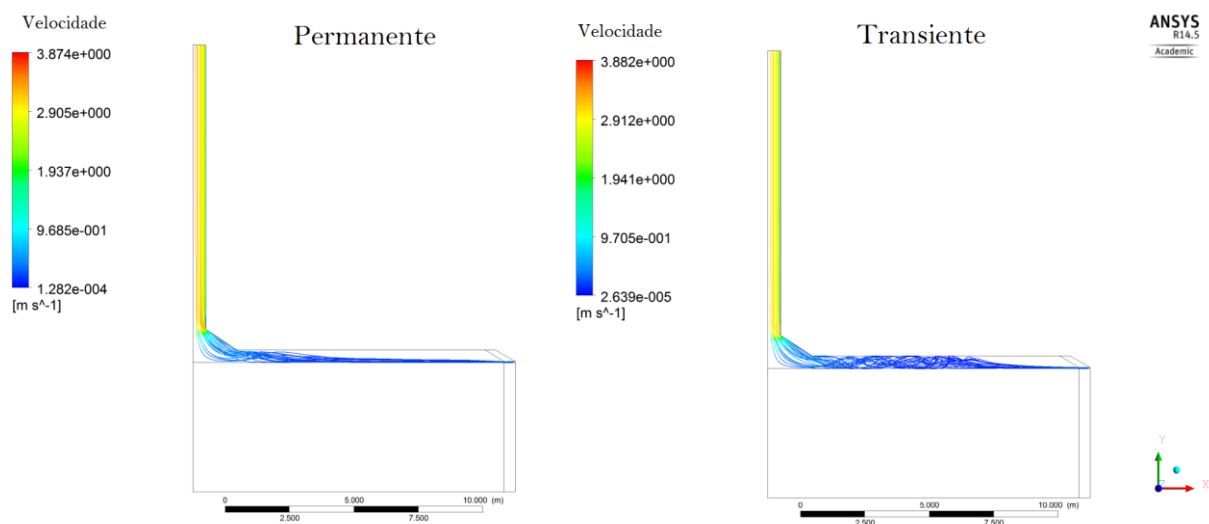 Velocidade
3.874e+000
2.905e+000
1.937e+000
9.685e-001
1.282e-004
[m s^-1]
Permanente
0
5.000
10.000 (m)
2.500
7.500
Velocidade
3.882e+000
2.912e+000
1.941e+000
9.705e-001
2.639e-005
[m s^-1]
Transiente
0
5.000
10.000 (m)
2.500
7.500
ANSYS
R14.5
Academic
Y
Z
X